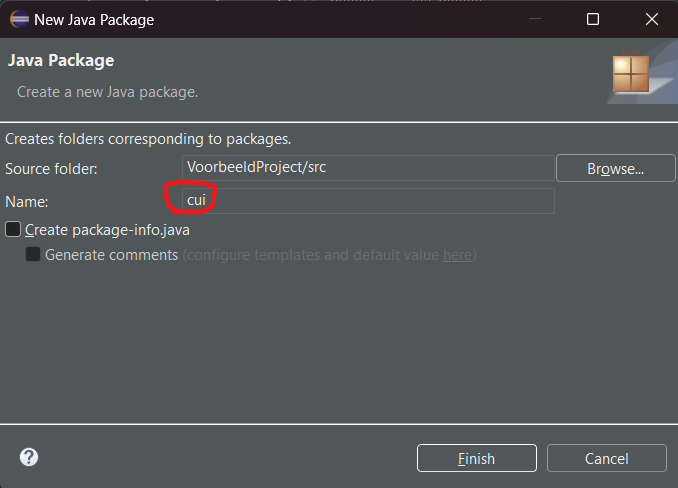 New Java Package
Java Package
Create a new Java package.
Creates folders corresponding to packages.
Source folder: VoorbeeldProject/src Browse...
Name: cui
Create package-info.java
Generate comments (configure templates and default value here)
? Finish Cancel